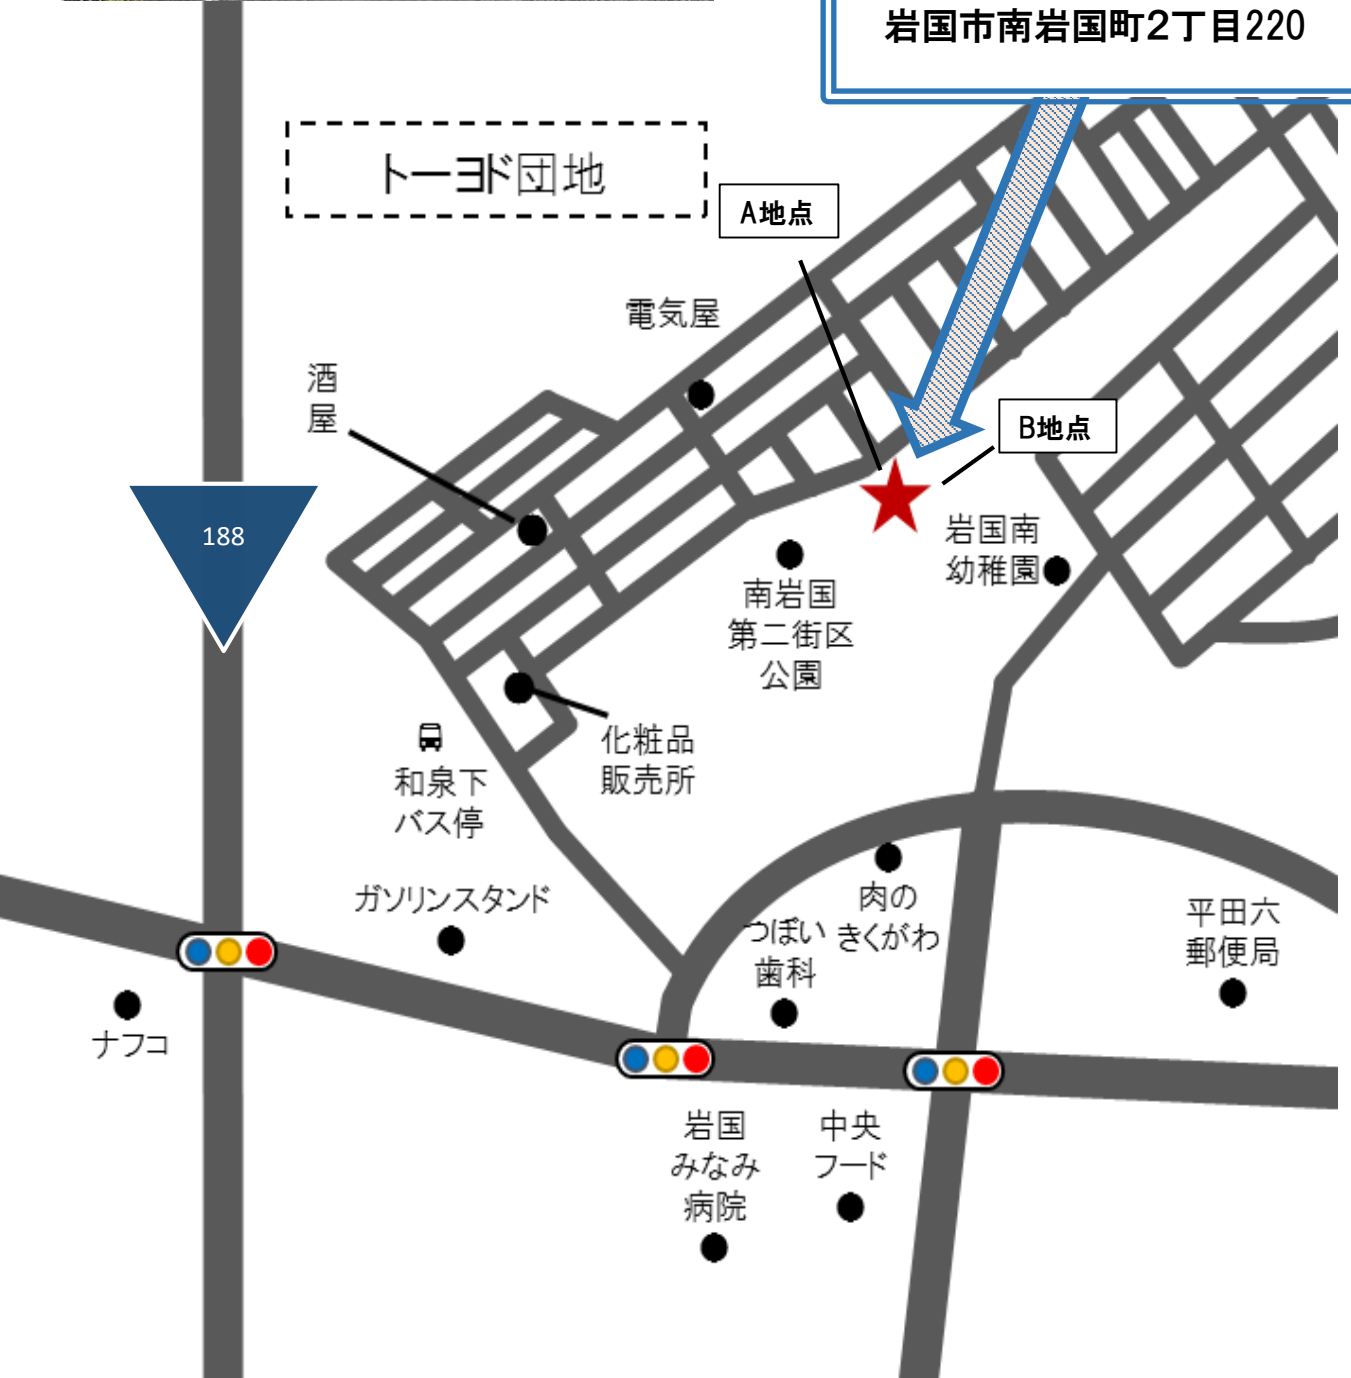 岩国市南岩国町2丁目220
トーヨド団地
A地点
電気屋
酒
屋
B地点
188
岩国南
幼稚園
南岩国
第二街区
公園
化粧品
販売所
和泉下
バス停
ガソリンスタンド
肉の
きくがわ
つぼい
歯科
平田六
郵便局
ナフコ
岩国
みなみ
病院
中央
フード